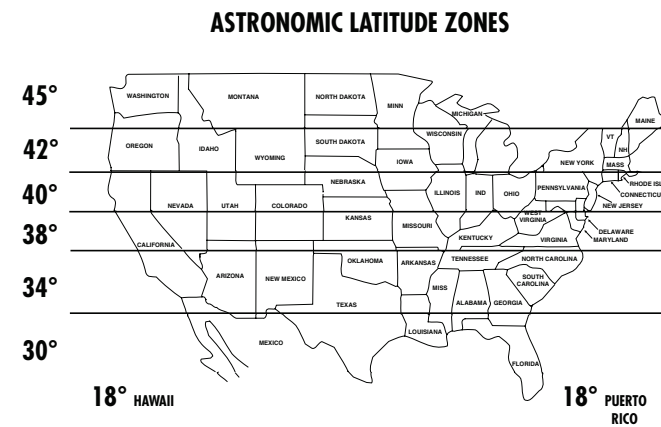 ASTRONOMIC LATITUDE ZONES
45°
WASHINGTON
MONTANA
NORTH DAKOTA
MINN
MICHIGAN
MAINE
42°
OREGON
IDAHO
WYOMING
SOUTH DAKOTA
WISCONSIN
IOWA
NEW YORK
VT
NH
MASS
RHODE ISL
CONNECTICU
40°
NEVADA
UTAH
COLORADO
NEBRASKA
ILLINOIS
IND
OHIO
PENNSYLVANIA
NEW JERSEY
38°
CALIFORNIA
KANSAS
MISSOURI
KENTUCKY
WEST
VIRGINIA
VIRGINIA
DELAWARE
MARYLAND
34°
ARIZONA
NEW MEXICO
OKLAHOMA
TEXAS
ARKANSAS
TENNESSEE
NORTH CAROLINA
SOUTH
CAROLINA
MISS
ALABAMA
GEORGIA
30°
MEXICO
LOUISIANA
FLORIDA
18° HAWAII
18° PUERTO
RICO